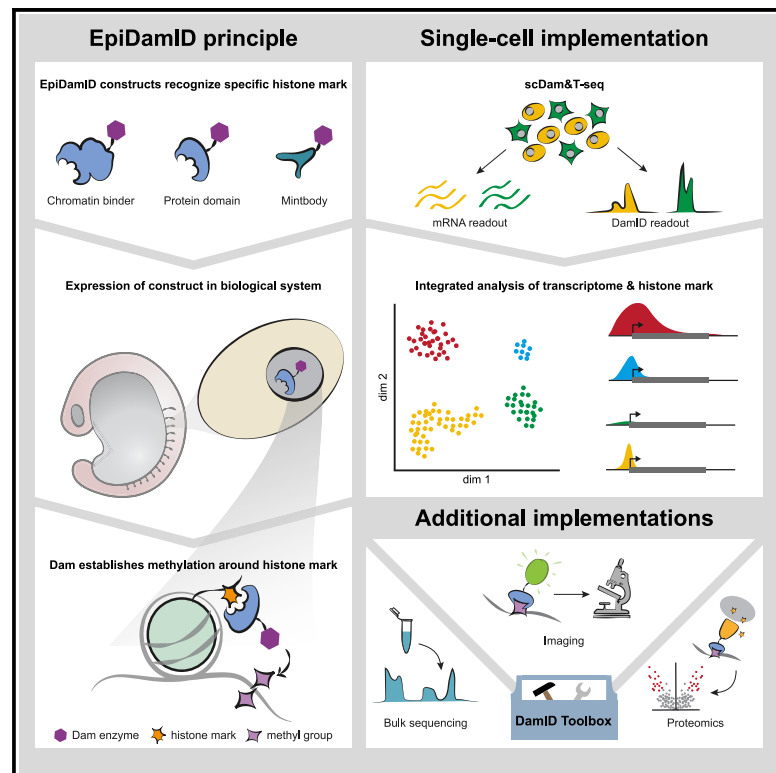 EpiDamID principle
EpiDamID constructs recognize specific histone mark
Chromatin binder
Protein domain
Mintbody
Expression of construct in biological system
Dam establishes methylation around histone mark
Dam enzyme
histone mark
methyl group
Single-cell implementation
scDam&T-seq
mRNA readout
DamID readout
Integrated analysis of transcriptome & histone mark
dim 2
dim 1
Additional implementations
Imaging
Bulk sequencing
DamID Toolbox
Proteomics